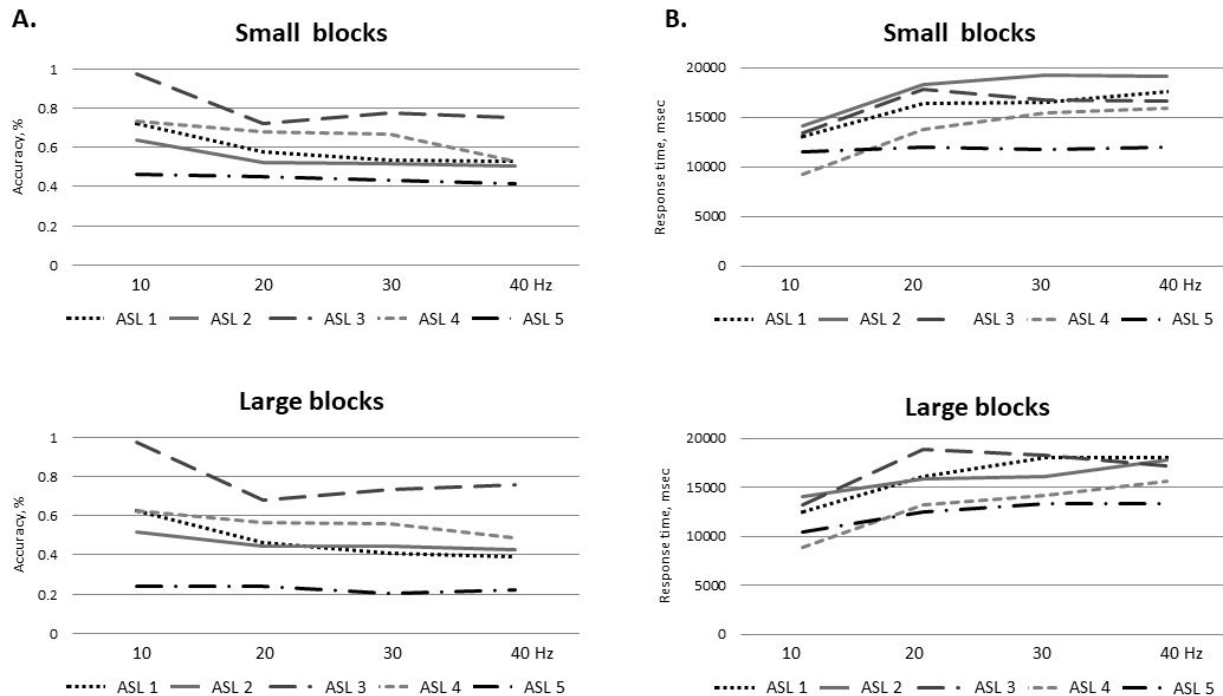 A.
Small blocks
1
0.8
0.6
0.4
0.2
0
Accuracy, %
10 20 30 40 Hz
ASL 1 ASL 2 ASL 3 ASL 4 ASL 5
Large blocks
1
0.8
0.6
0.4
0.2
0
Accuracy, %
10 20 30 40 Hz
ASL 1 ASL 2 ASL 3 ASL 4 ASL 5
B.
Small blocks
20000
15000
10000
5000
0
Response time, msec
10 20 30 40 Hz
ASL 1 ASL 2 ASL 3 ASL 4 ASL 5
Large blocks
20000
15000
10000
5000
0
Response time, msec
10 20 30 40 Hz
ASL 1 ASL 2 ASL 3 ASL 4 ASL 5